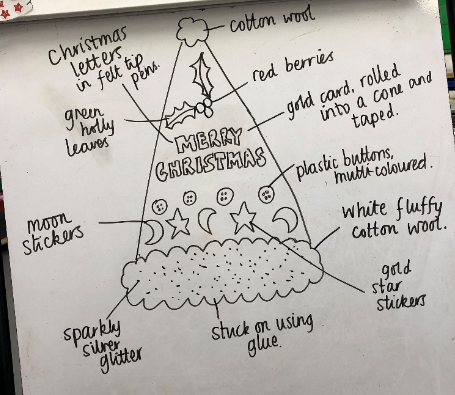 cotton wool
Christmas
letters
in felt tip
pens.
red berries
green
holly
leaves
gold card, rolled
into a cone and
taped.
MERRY
CHRISTMAS
plastic buttons,
multi-coloured.
moon
stickers
white fluffy
cotton wool.
gold
star
stickers
sparkly
silver
glitter
stuck on using
glue.